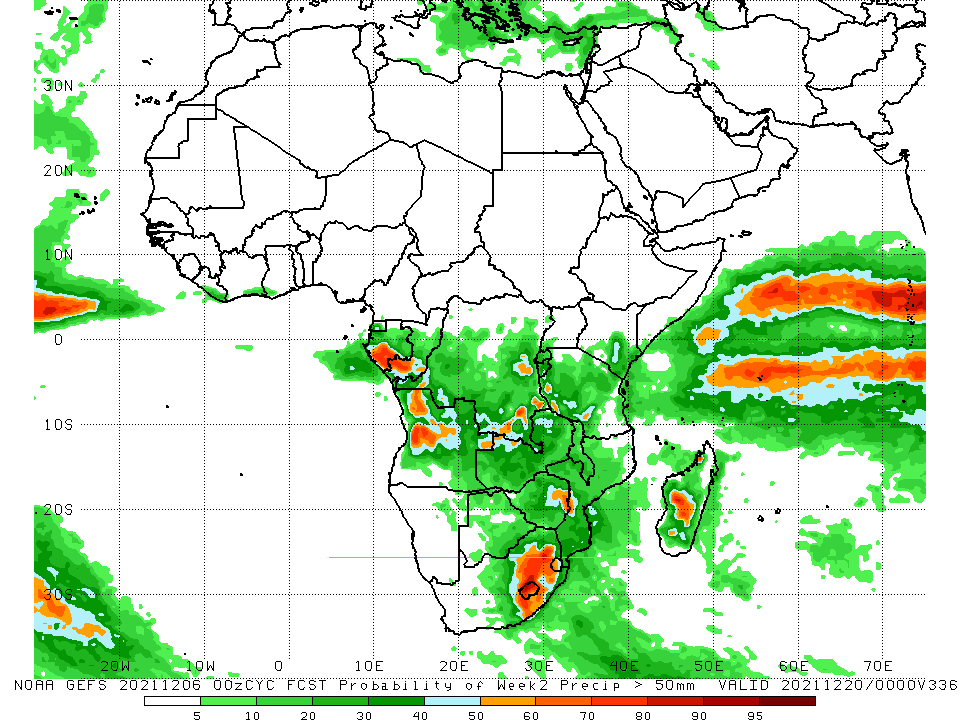 30N
20N
10N
0
10S
20S
30S
20W 10W 0 10E 20E 30E 40E 50E 60E 70E
NOAA GEFS 20211206 00zCYC FCST Probability of Week2 Precip > 50mm VALID 20211220/0000V336
5 10 20 30 40 50 60 70 80 90 95